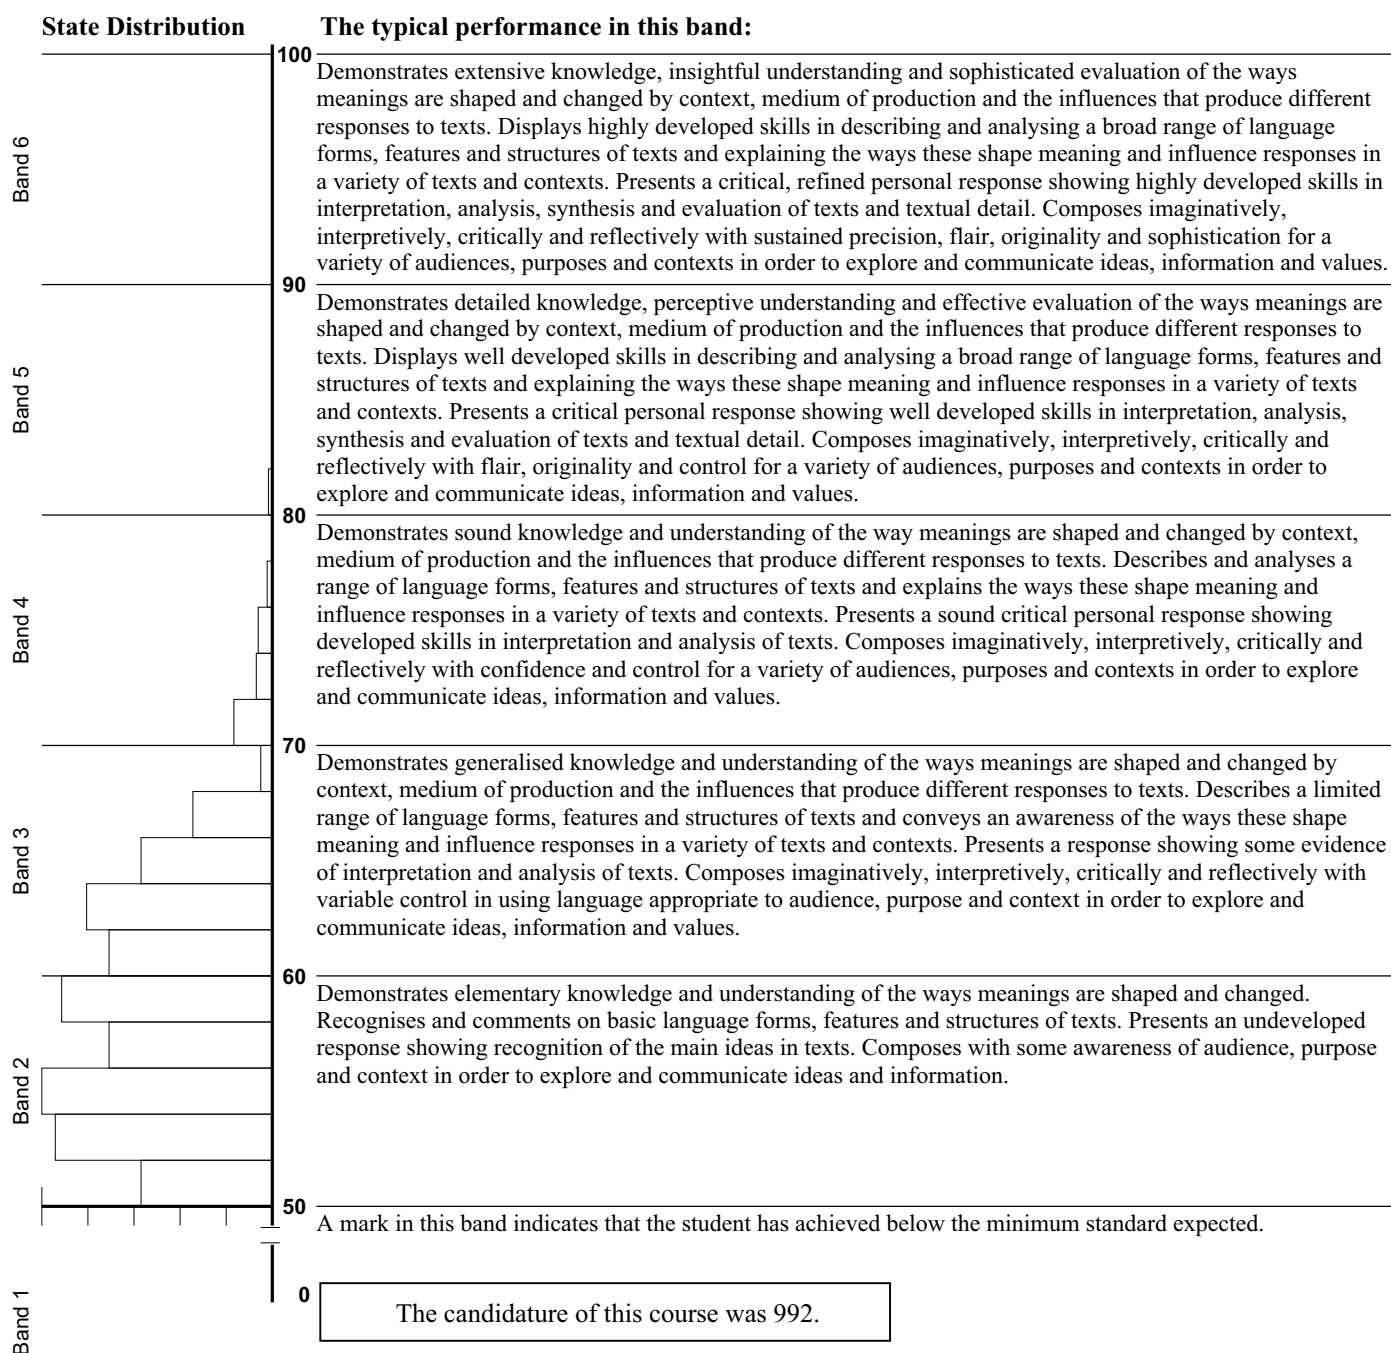 State Distribution
The typical performance in this band:
100
Band 6
Demonstrates extensive knowledge, insightful understanding and sophisticated evaluation of the ways
meanings are shaped and changed by context, medium of production and the influences that produce different
responses to texts. Displays highly developed skills in describing and analysing a broad range of language
forms, features and structures of texts and explaining the ways these shape meaning and influence responses in
a variety of texts and contexts. Presents a critical, refined personal response showing highly developed skills in
interpretation, analysis, synthesis and evaluation of texts and textual detail. Composes imaginatively,
interpretively, critically and reflectively with sustained precision, flair, originality and sophistication for a
variety of audiences, purposes and contexts in order to explore and communicate ideas, information and values.
90
Band 5
Demonstrates detailed knowledge, perceptive understanding and effective evaluation of the ways meanings are
shaped and changed by context, medium of production and the influences that produce different responses to
texts. Displays well developed skills in describing and analysing a broad range of language forms, features and
structures of texts and explaining the ways these shape meaning and influence responses in a variety of texts
and contexts. Presents a critical personal response showing well developed skills in interpretation, analysis,
synthesis and evaluation of texts and textual detail. Composes imaginatively, interpretively, critically and
reflectively with flair, originality and control for a variety of audiences, purposes and contexts in order to
explore and communicate ideas, information and values.
80
Band 4
Demonstrates sound knowledge and understanding of the way meanings are shaped and changed by context,
medium of production and the influences that produce different responses to texts. Describes and analyses a
range of language forms, features and structures of texts and explains the ways these shape meaning and
influence responses in a variety of texts and contexts. Presents a sound critical personal response showing
developed skills in interpretation and analysis of texts. Composes imaginatively, interpretively, critically and
reflectively with confidence and control for a variety of audiences, purposes and contexts in order to explore
and communicate ideas, information and values.
70
Band 3
Demonstrates generalised knowledge and understanding of the ways meanings are shaped and changed by
context, medium of production and the influences that produce different responses to texts. Describes a limited
range of language forms, features and structures of texts and conveys an awareness of the ways these shape
meaning and influence responses in a variety of texts and contexts. Presents a response showing some evidence
of interpretation and analysis of texts. Composes imaginatively, interpretively, critically and reflectively with
variable control in using language appropriate to audience, purpose and context in order to explore and
communicate ideas, information and values.
60
Band 2
Demonstrates elementary knowledge and understanding of the ways meanings are shaped and changed.
Recognises and comments on basic language forms, features and structures of texts. Presents an undeveloped
response showing recognition of the main ideas in texts. Composes with some awareness of audience, purpose
and context in order to explore and communicate ideas and information.
50
A mark in this band indicates that the student has achieved below the minimum standard expected.
Band 1
0
The candidature of this course was 992.